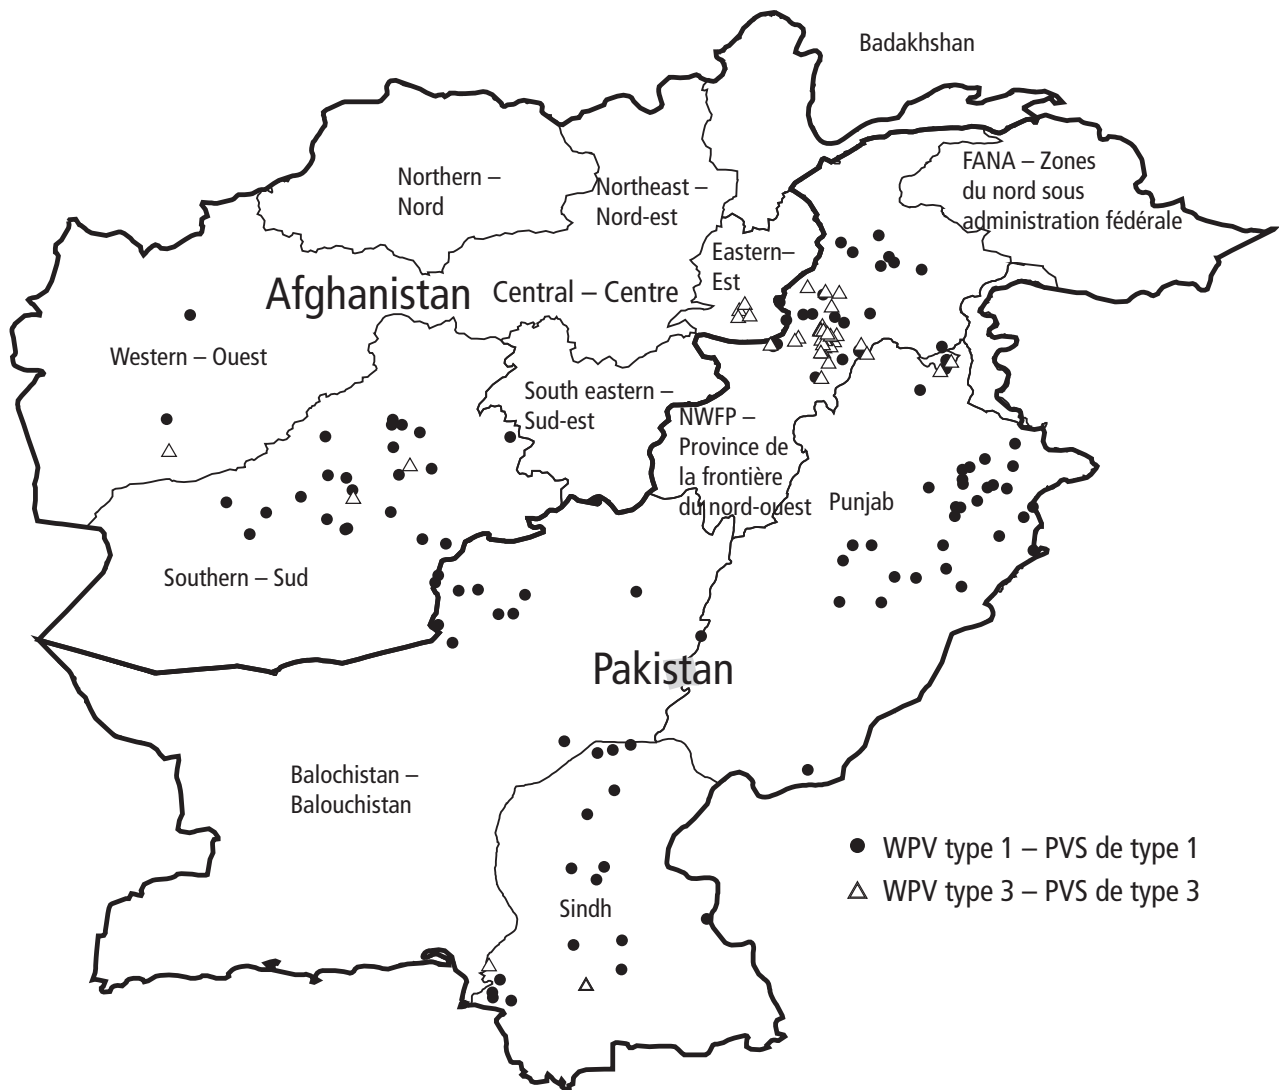 Badakhshan
FANA – Zones
du nord sous
administration fédérale
Northern –
Nord
Northeast –
Nord-est
Eastern–
Est
Afghanistan
Central – Centre
Western – Ouest
South eastern –
Sud-est
NWFP –
Province de
la frontière
du nord-ouest
Punjab
Southern – Sud
Pakistan
Balochistan –
Balouchistan
Sindh
WPV type 1 – PVS de type 1
WPV type 3 – PVS de type 3